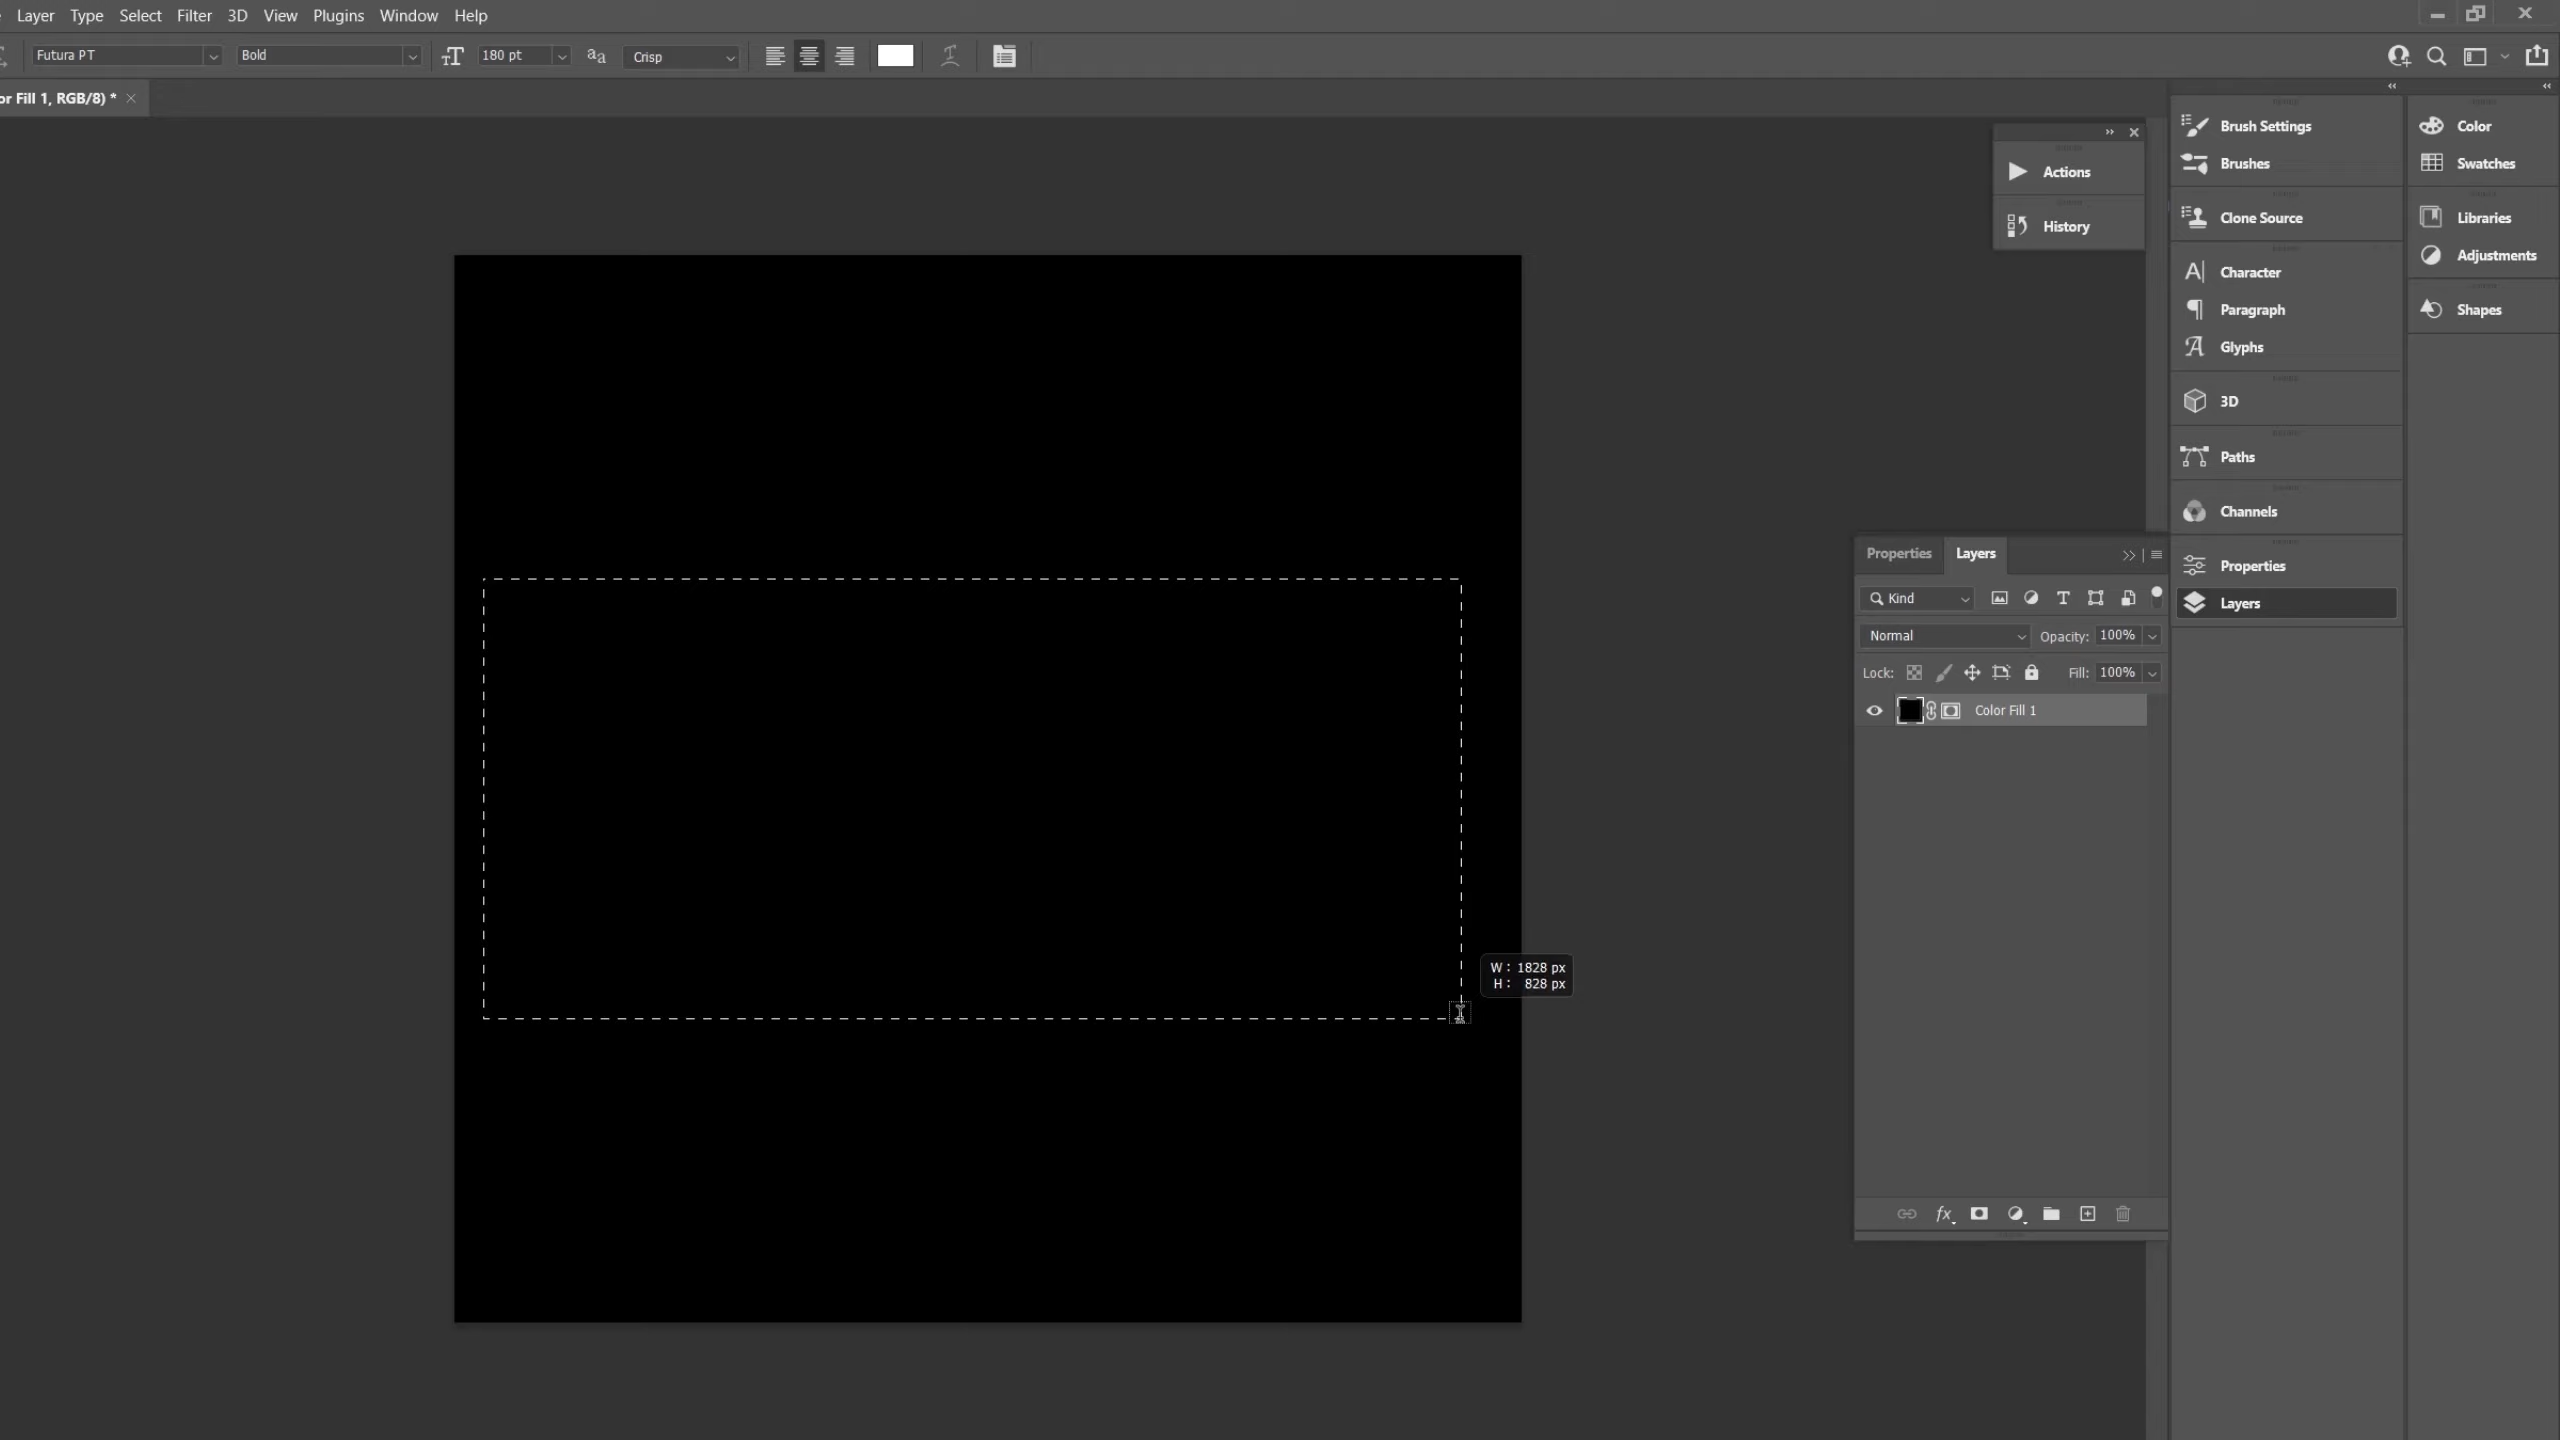 Layer Type Select Filter 3D View Plugins Window Help
Futura PT Bold 180 pt Crisp
or Fill 1, RGB/8) *
Actions
History
Brush Settings
Brushes
Clone Source
Character
Paragraph
Glyphs
3D
Paths
Channels
Properties
Layers
Color
Swatches
Libraries
Adjustments
Shapes
Properties Layers
Kind
Normal Opacity: 100%
Lock: Fill: 100%
Color Fill 1
fx
W: 1828 px
H: 828 px